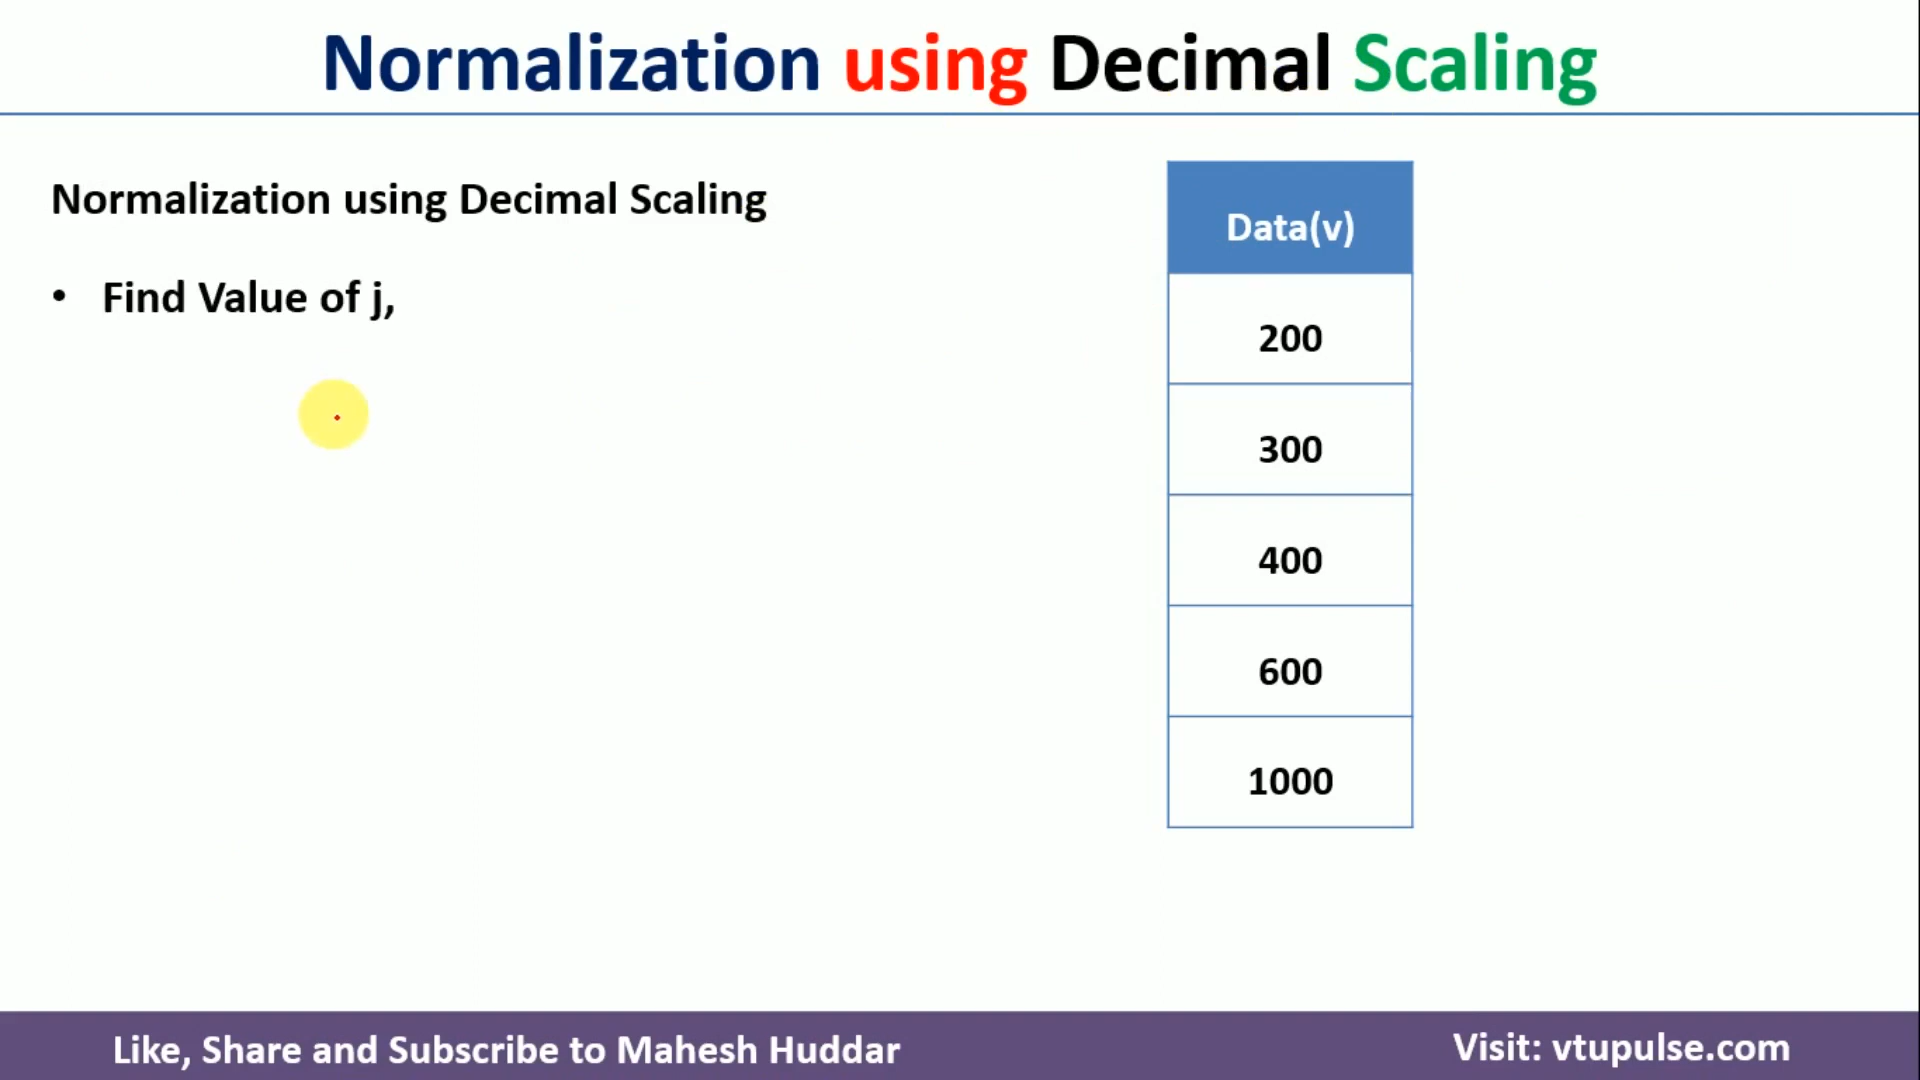 Normalization using Decimal Scaling
Normalization using Decimal Scaling
• Find Value of j,
Data(v)
200
300
400
600
1000
Like, Share and Subscribe to Mahesh Huddar
Visit: vtupulse.com